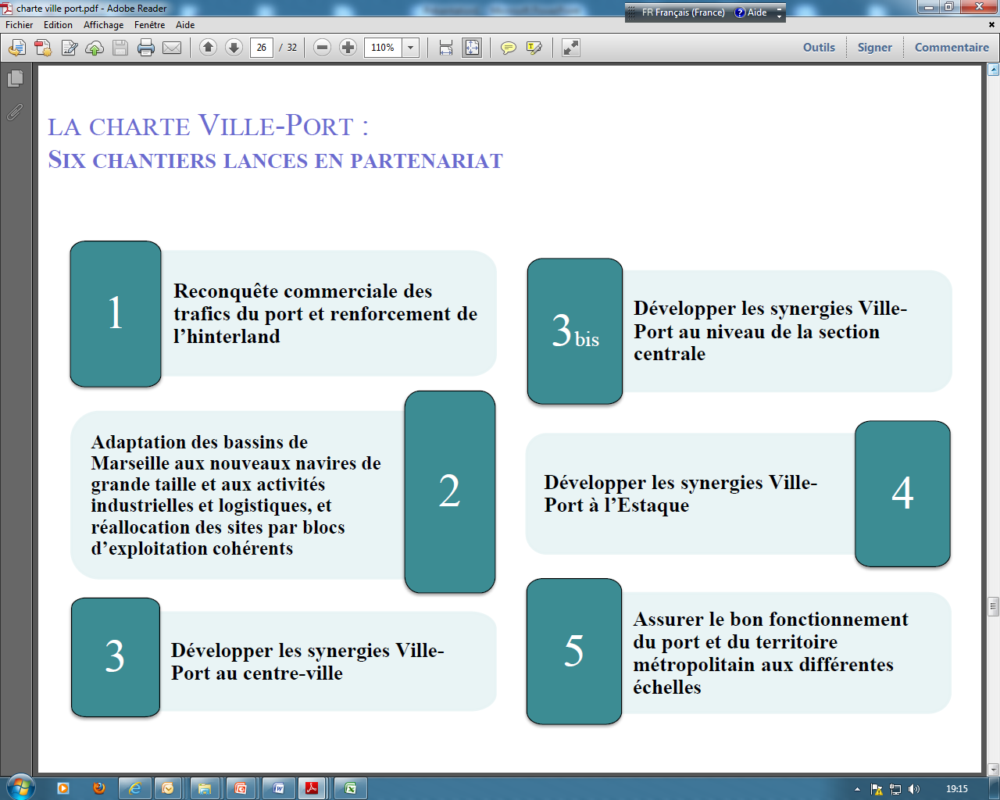 charte ville port.pdf - Adobe Reader
FR Français (France) ? Aide
Fichier Edition Affichage Fenêtre Aide
26 / 32 110% Outils Signer Commentaire
LA CHARTE VILLE-PORT :
SIX CHANTIERS LANCES EN PARTENARIAT
1
Reconquête commerciale des
trafics du port et renforcement de
l’hinterland
2
Adaptation des bassins de
Marseille aux nouveaux navires de
grande taille et aux activités
industrielles et logistiques, et
réallocation des sites par blocs
d’exploitation cohérents
3
Développer les synergies Ville-
Port au centre-ville
3 bis
Développer les synergies Ville-
Port au niveau de la section
centrale
4
Développer les synergies Ville-
Port à l’Estaque
5
Assurer le bon fonctionnement
du port et du territoire
métropolitain aux différentes
échelles
19:15